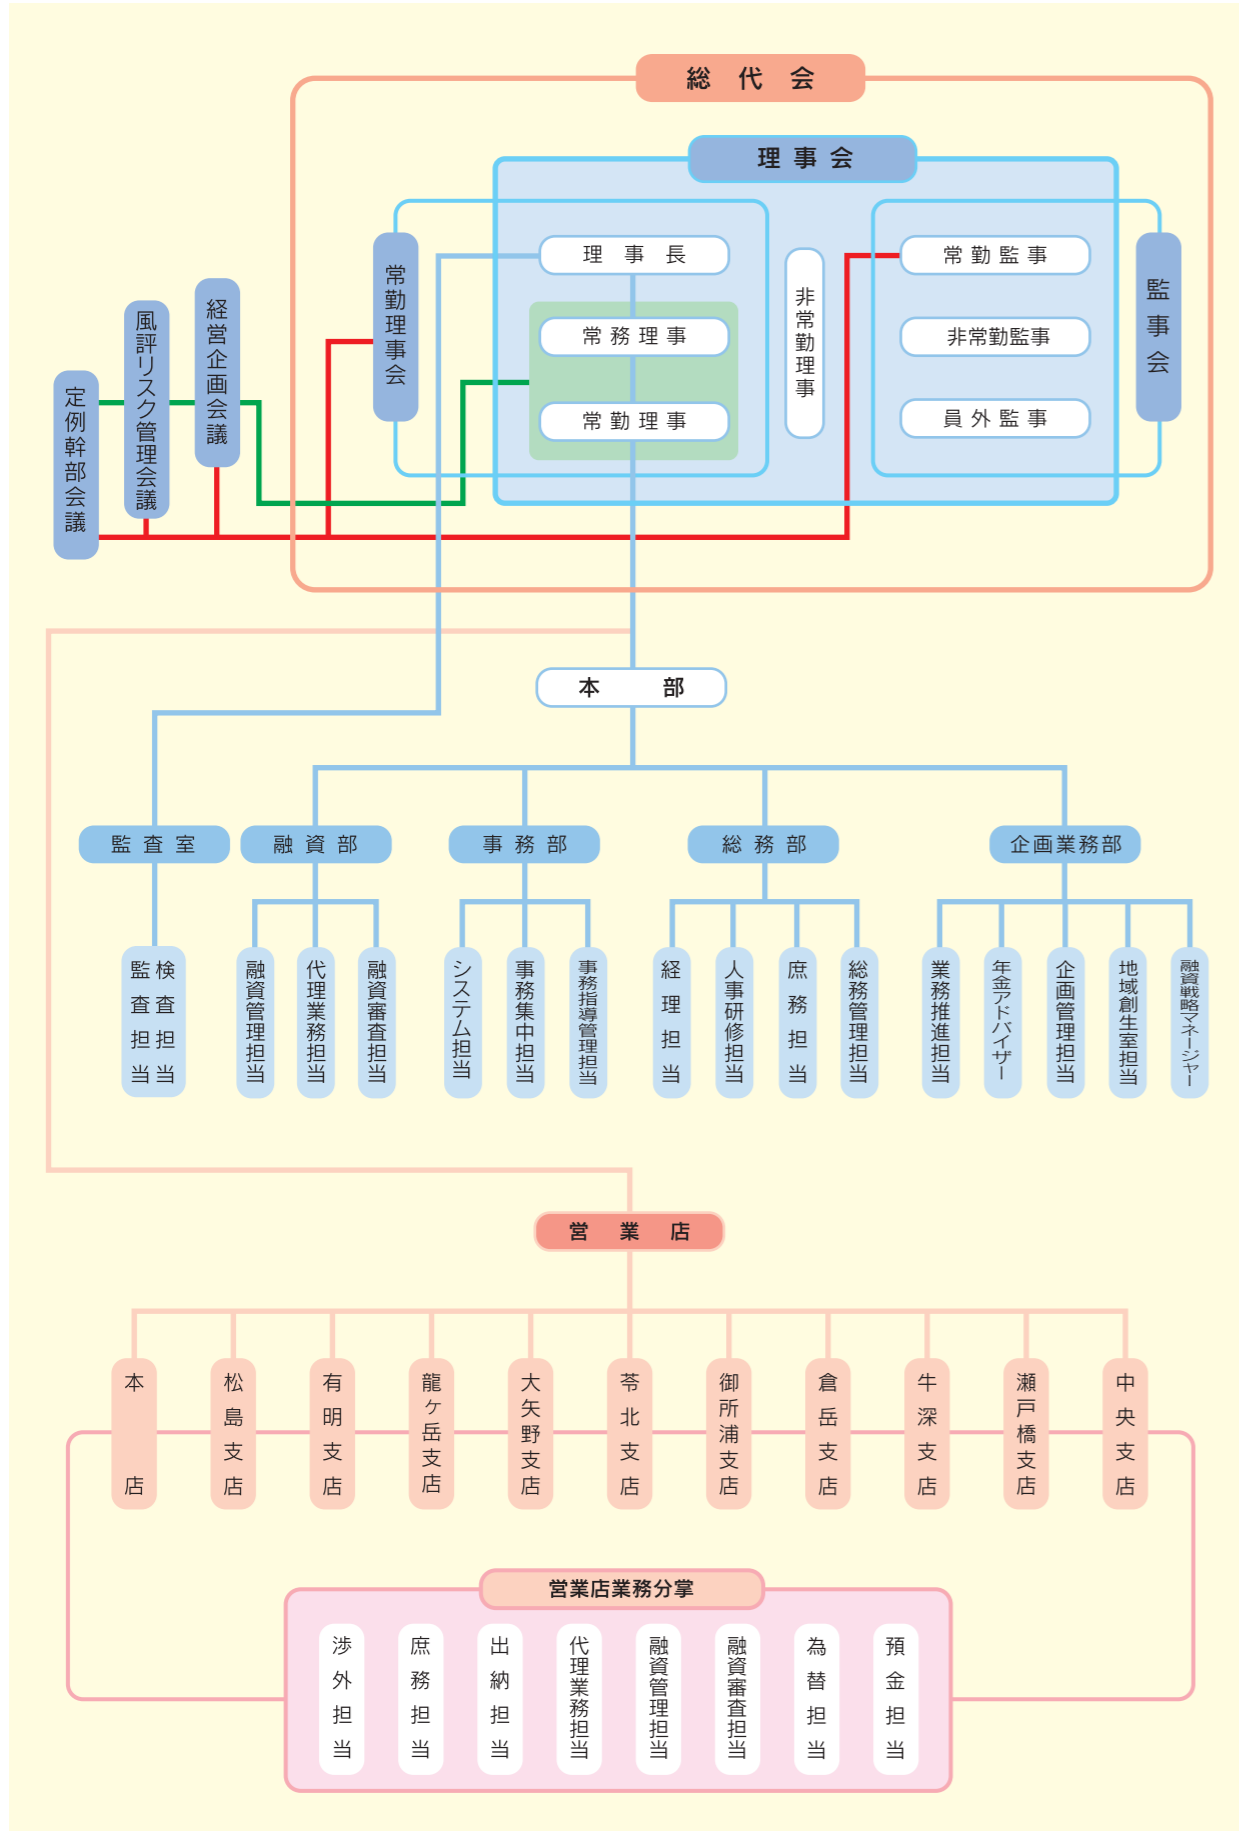 総代会
理事会
常勤理事会
理事長
常務理事
常勤理事
非常勤理事
常勤監事
非常勤監事
員外監事
監事会
経営企画会議
風評リスク管理会議
定例幹部会議
本部
監査室
融資部
事務部
総務部
企画業務部
検査担当
監査担当
融資管理担当
代理業務担当
融資審査担当
システム担当
事務集中担当
事務指導管理担当
経理担当
人事研修担当
庶務担当
総務管理担当
業務推進担当
年金アドバイザー
企画管理担当
地域創生室担当
融資戦略マネージャー
営業店
本店
松島支店
有明支店
龍ヶ岳支店
大矢野支店
苓北支店
御所浦支店
倉岳支店
牛深支店
瀬戸橋支店
中央支店
営業店業務分掌
渉外担当
庶務担当
出納担当
代理業務担当
融資管理担当
融資審査担当
為替担当
預金担当